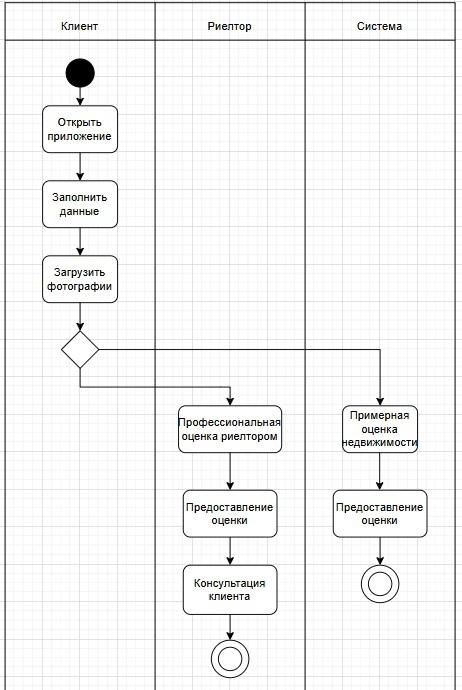 Клиент
Риелтор
Система
Открыть
приложение
Заполнить
данные
Загрузить
фотографии
Профессиональная
оценка риелтором
Предоставление
оценки
Консультация
клиента
Примерная
оценка
недвижимости
Предоставление
оценки